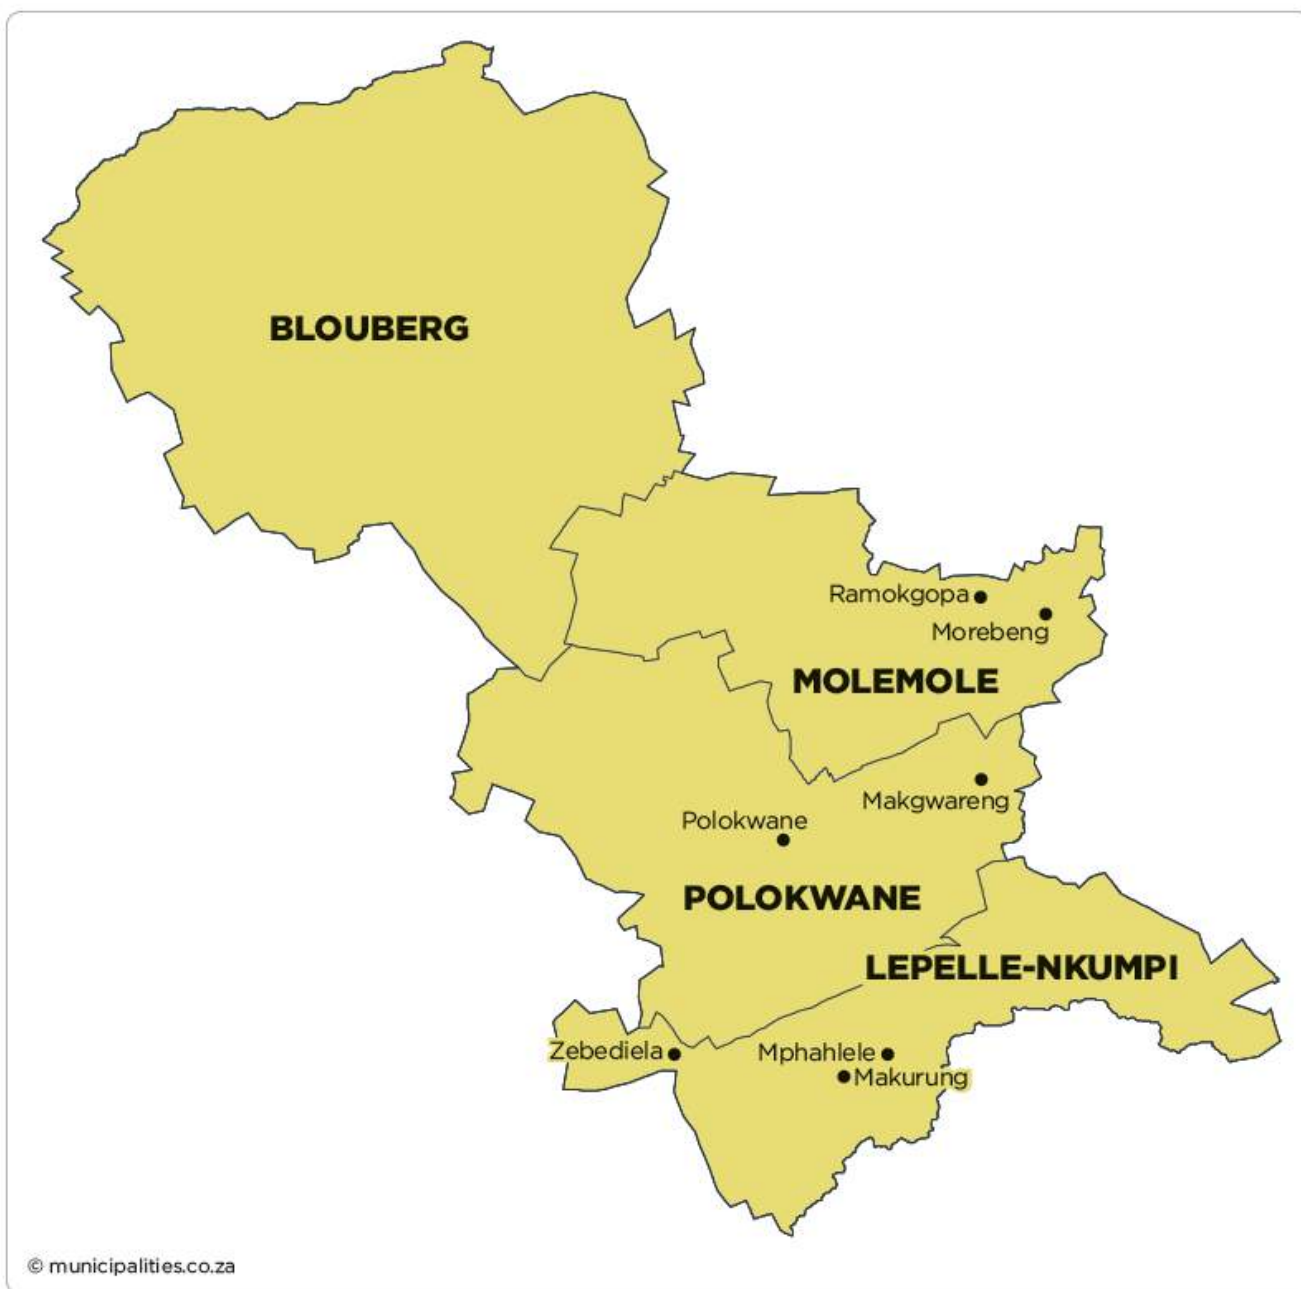 BLOUBERG
Ramokgopa
Morebeng
MOLEMOLE
Makgwareng
Polokwane
POLOKWANE
LEPELLE-NKUMPI
Zebediela
Mphahlele
Makurung
© municipalities.co.za